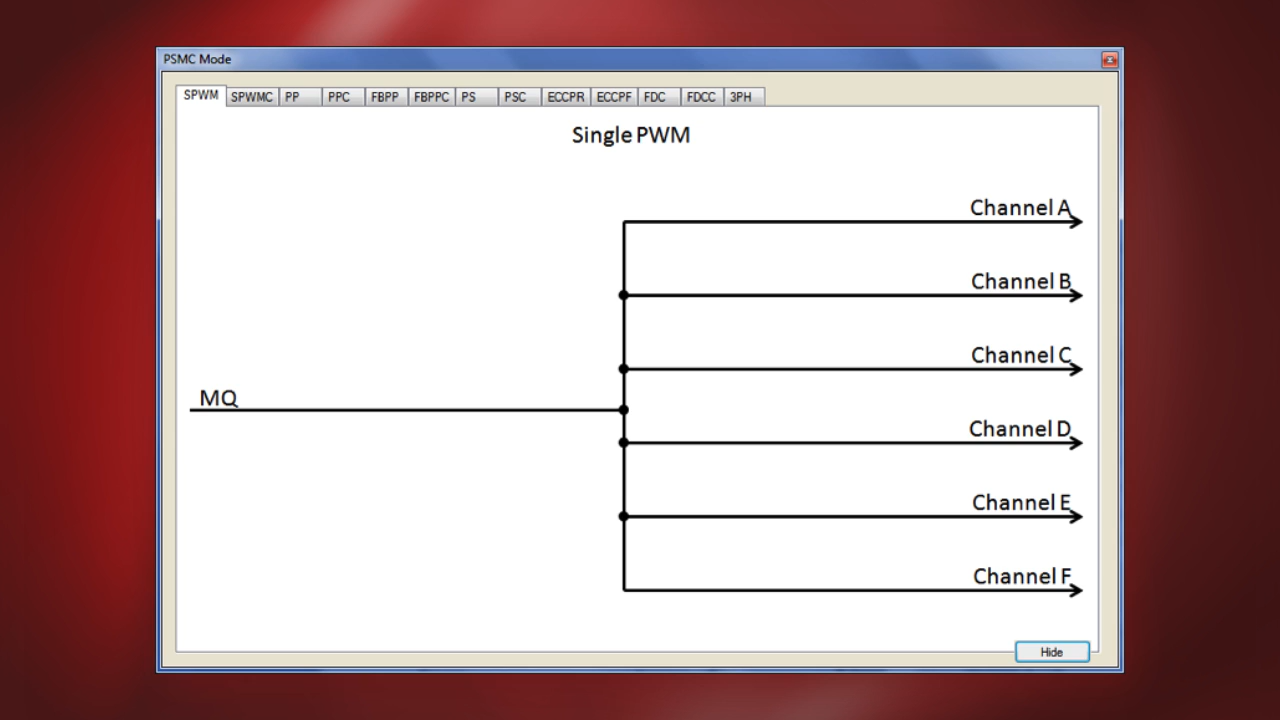 PSMC Mode
SPWM SPWMC PP PPC FBPP FBPPC PS PSC ECCPR ECCPF FDC FDCC 3PH
Single PWM
Channel A
Channel B
Channel C
MQ
Channel D
Channel E
Channel F
Hide